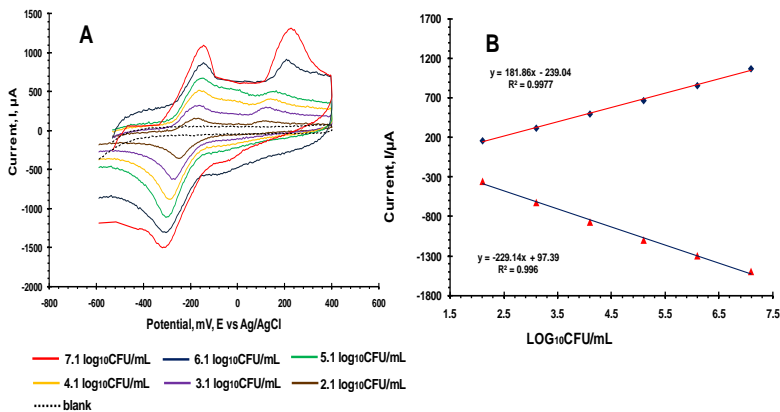 A
1500
1000
500
0
-500
-1000
-1500
-2000
Current, I, µA
-800 -600 -400 -200 0 200 400 600
Potential, mV, E vs Ag/AgCl
7.1 log₁₀CFU/mL 6.1 log₁₀CFU/mL 5.1 log₁₀CFU/mL
4.1 log₁₀CFU/mL 3.1 log₁₀CFU/mL 2.1 log₁₀CFU/mL
blank
B
1700
1200
700
200
-300
-800
-1300
-1800
Current, I/µA
y = 181.86x - 239.04
R² = 0.9977
y = -229.14x + 97.39
R² = 0.996
1.5 2.5 3.5 4.5 5.5 6.5 7.5
LOG₁₀CFU/mL